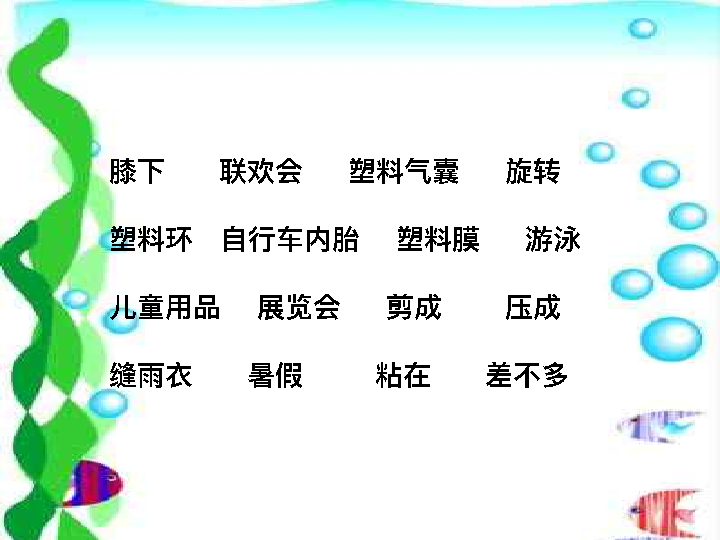 膝下 联欢会 塑料气囊 旋转
塑料环 自行车内胎 塑料膜 游泳
儿童用品 展览会 剪成 压成
缝雨衣 暑假 粘在 差不多